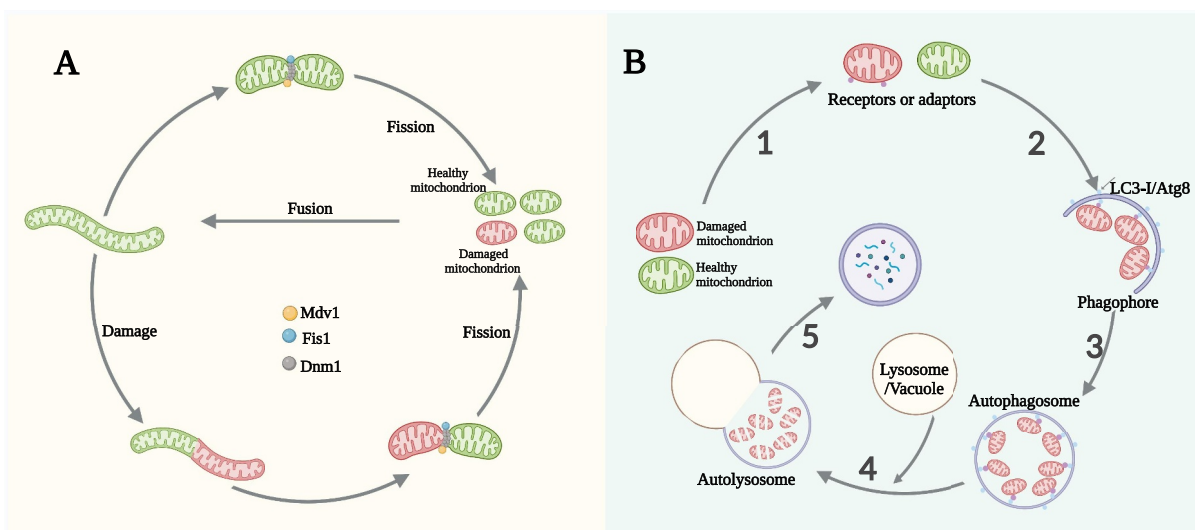 A
Fission
Healthy
mitochondrion
Fusion
Damaged
mitochondrion
Mdv1
Fis1
Dnm1
Damage
Fission
B
Receptors or adaptors
1
2
LC3-I/Atg8
Damaged
mitochondrion
Healthy
mitochondrion
Phagophore
3
5
Lysosome
/Vacuole
Autophagosome
4
Autolysosome